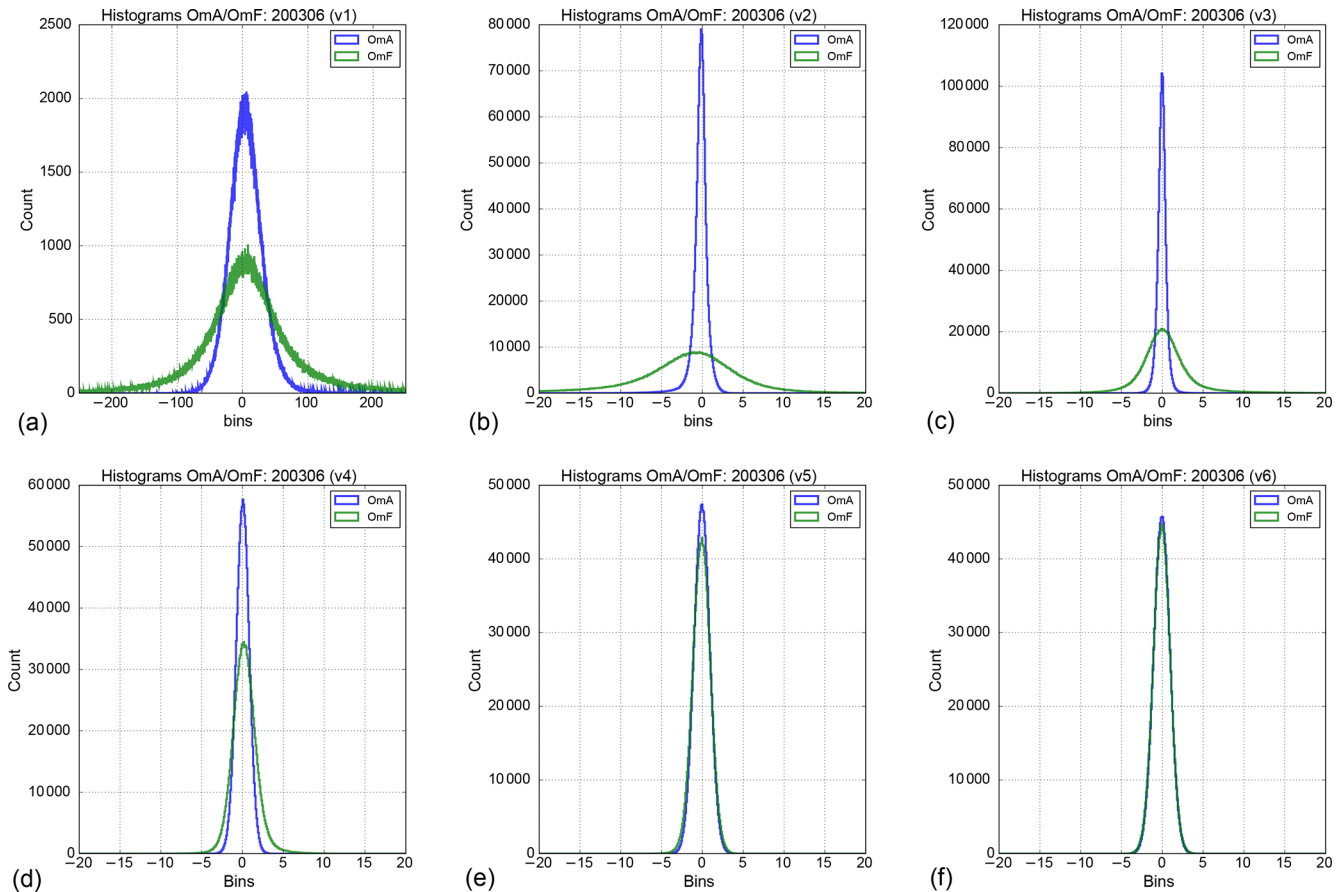 Histograms OmA/OmF: 200306 (v1)
2500
2000
1500
1000
500
0
Count
OmA
OmF
−200 −100 0 100 200
bins
(a)
Histograms OmA/OmF: 200306 (v2)
80 000
70 000
60 000
50 000
40 000
30 000
20 000
10 000
0
Count
OmA
OmF
−20 −15 −10 −5 0 5 10 15 20
bins
(b)
Histograms OmA/OmF: 200306 (v3)
120 000
100 000
80 000
60 000
40 000
20 000
0
Count
OmA
OmF
−20 −15 −10 −5 0 5 10 15 20
bins
(c)
Histograms OmA/OmF: 200306 (v4)
60 000
50 000
40 000
30 000
20 000
10 000
0
Count
OmA
OmF
−20 −15 −10 −5 0 5 10 15 20
Bins
(d)
Histograms OmA/OmF: 200306 (v5)
50 000
40 000
30 000
20 000
10 000
0
Count
OmA
OmF
−20 −15 −10 −5 0 5 10 15 20
Bins
(e)
Histograms OmA/OmF: 200306 (v6)
50 000
40 000
30 000
20 000
10 000
0
Count
OmA
OmF
−20 −15 −10 −5 0 5 10 15 20
Bins
(f)